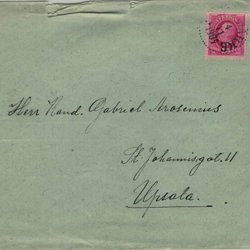 Herr Kand. Gabriel Arosenius
St. Johannisgat. 11
Upsala.